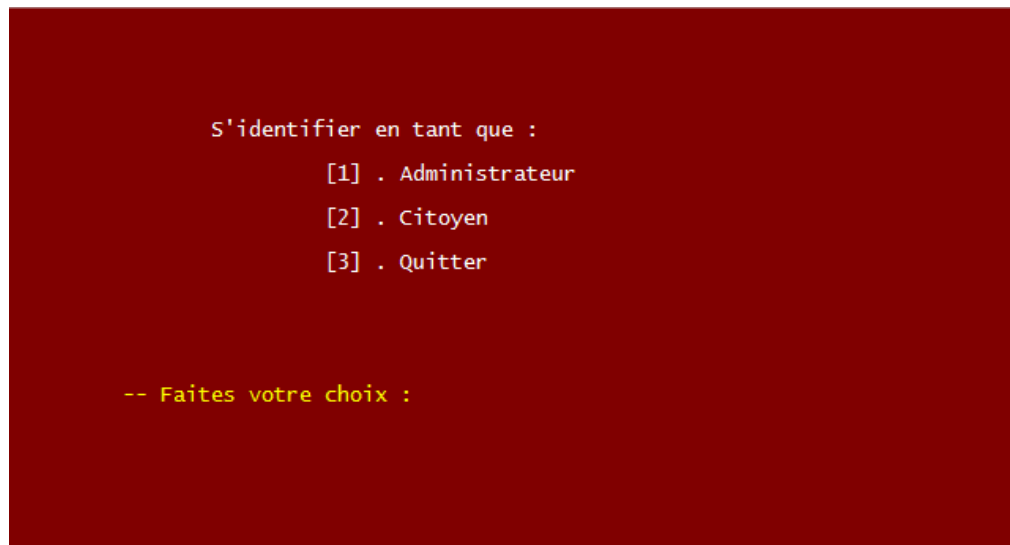 S'identifier en tant que :
[1] . Administrateur
[2] . Citoyen
[3] . Quitter
-- Faites votre choix :